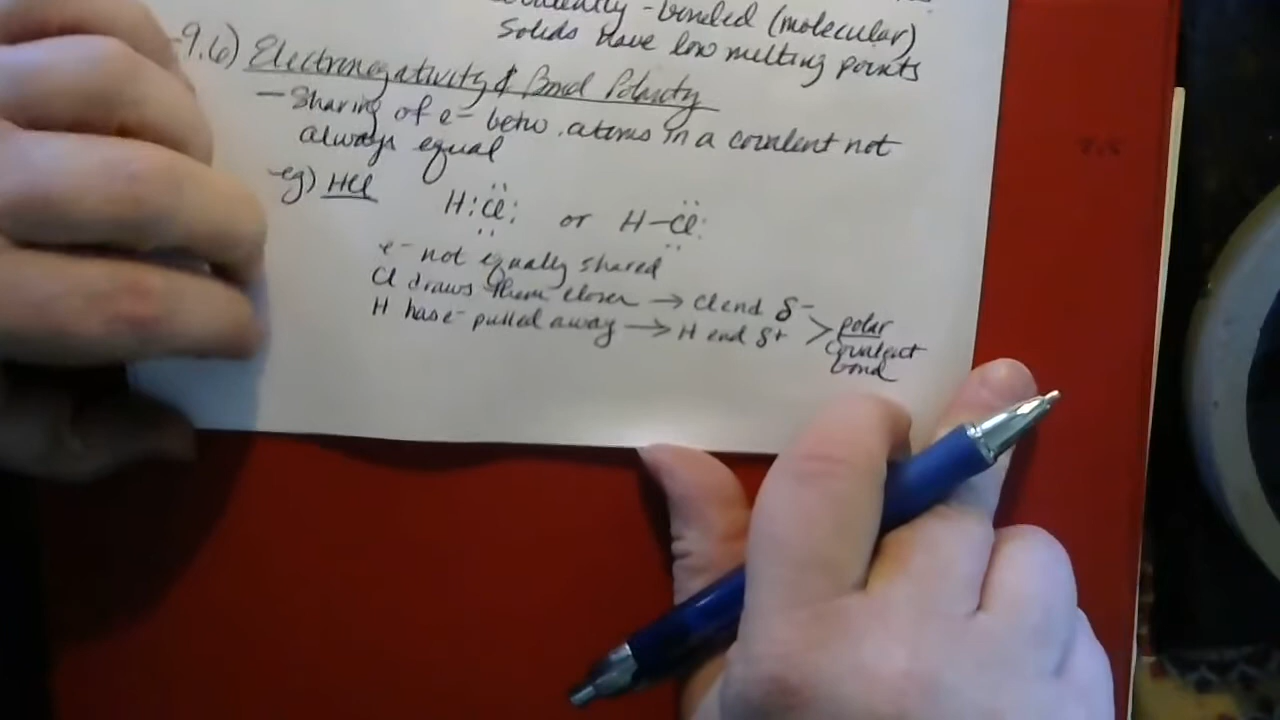 -bonded (molecular)
Solids have low melting points
9.6) Electronegativity & Bond Polarity
- Sharing of e- betw. atoms in a covalent not
always equal
eg) HCl
H:Cl: or H-Cl:
e- not equally shared
Cl draws them closer → Cl end δ-
H has e- pulled away → H end δ+ > polar
covalent
bond